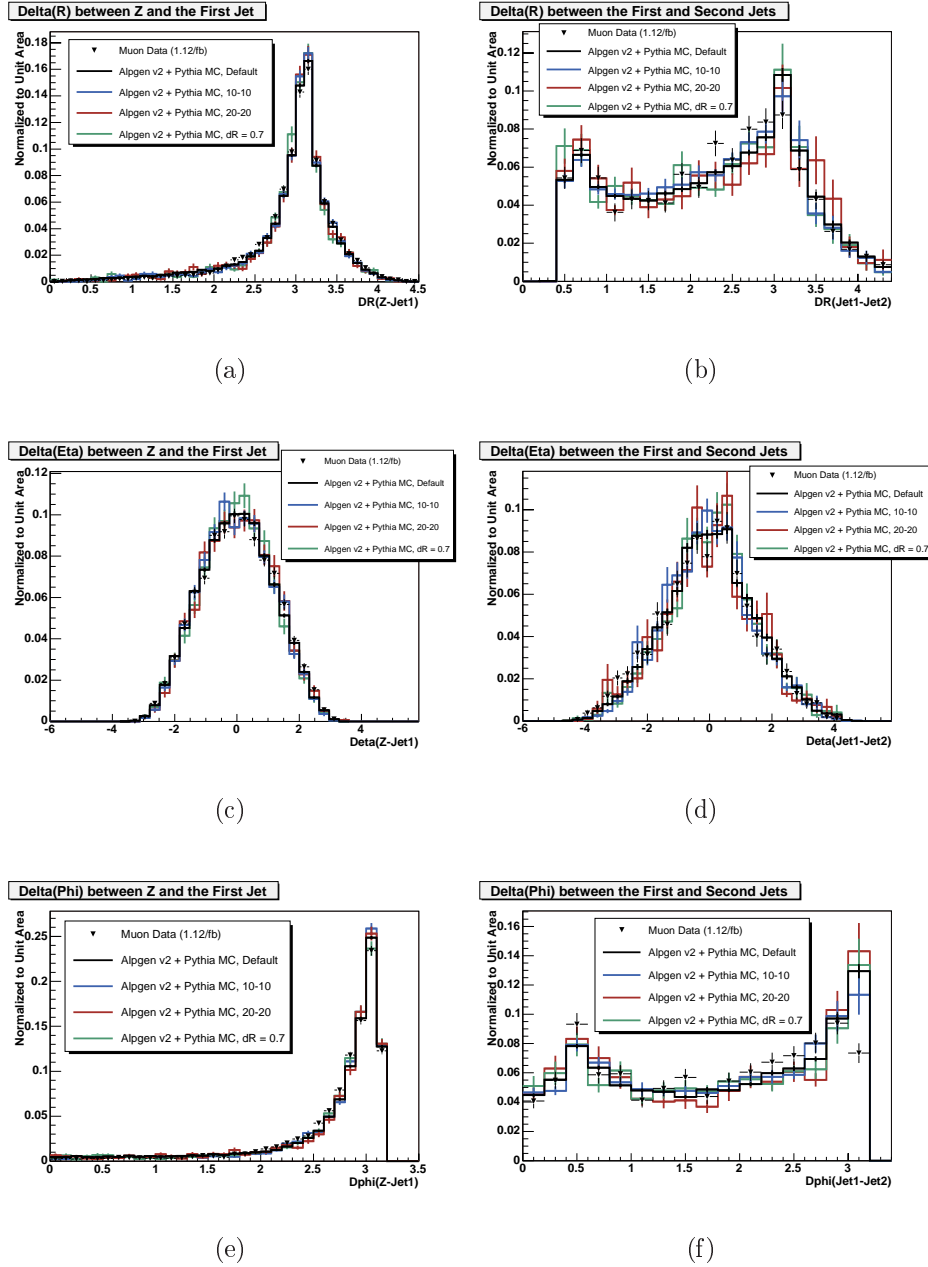 Delta(R) between Z and the First Jet
Normalized to Unit Area
0.18
0.16
0.14
0.12
0.1
0.08
0.06
0.04
0.02
0
Muon Data (1.12/fb)
Alpgen v2 + Pythia MC, Default
Alpgen v2 + Pythia MC, 10-10
Alpgen v2 + Pythia MC, 20-20
Alpgen v2 + Pythia MC, dR = 0.7
0 0.5 1 1.5 2 2.5 3 3.5 4 4.5
DR(Z-Jet1)
(a)
Delta(R) between the First and Second Jets
Normalized to Unit Area
0.12
0.1
0.08
0.06
0.04
0.02
0
Muon Data (1.12/fb)
Alpgen v2 + Pythia MC, Default
Alpgen v2 + Pythia MC, 10-10
Alpgen v2 + Pythia MC, 20-20
Alpgen v2 + Pythia MC, dR = 0.7
0 0.5 1 1.5 2 2.5 3 3.5 4
DR(Jet1-Jet2)
(b)
Delta(Eta) between Z and the First Jet
Normalized to Unit Area
0.12
0.1
0.08
0.06
0.04
0.02
0
Muon Data (1.12/fb)
Alpgen v2 + Pythia MC, Default
Alpgen v2 + Pythia MC, 10-10
Alpgen v2 + Pythia MC, 20-20
Alpgen v2 + Pythia MC, dR = 0.7
-6 -4 -2 0 2 4
Deta(Z-Jet1)
(c)
Delta(Eta) between the First and Second Jets
Normalized to Unit Area
0.1
0.08
0.06
0.04
0.02
0
Muon Data (1.12/fb)
Alpgen v2 + Pythia MC, Default
Alpgen v2 + Pythia MC, 10-10
Alpgen v2 + Pythia MC, 20-20
Alpgen v2 + Pythia MC, dR = 0.7
-6 -4 -2 0 2 4
Deta(Jet1-Jet2)
(d)
Delta(Phi) between Z and the First Jet
Normalized to Unit Area
0.25
0.2
0.15
0.1
0.05
0
Muon Data (1.12/fb)
Alpgen v2 + Pythia MC, Default
Alpgen v2 + Pythia MC, 10-10
Alpgen v2 + Pythia MC, 20-20
Alpgen v2 + Pythia MC, dR = 0.7
0 0.5 1 1.5 2 2.5 3 3.5
Dphi(Z-Jet1)
(e)
Delta(Phi) between the First and Second Jets
Normalized to Unit Area
0.16
0.14
0.12
0.1
0.08
0.06
0.04
0.02
0
Muon Data (1.12/fb)
Alpgen v2 + Pythia MC, Default
Alpgen v2 + Pythia MC, 10-10
Alpgen v2 + Pythia MC, 20-20
Alpgen v2 + Pythia MC, dR = 0.7
0 0.5 1 1.5 2 2.5 3
Dphi(Jet1-Jet2)
(f)